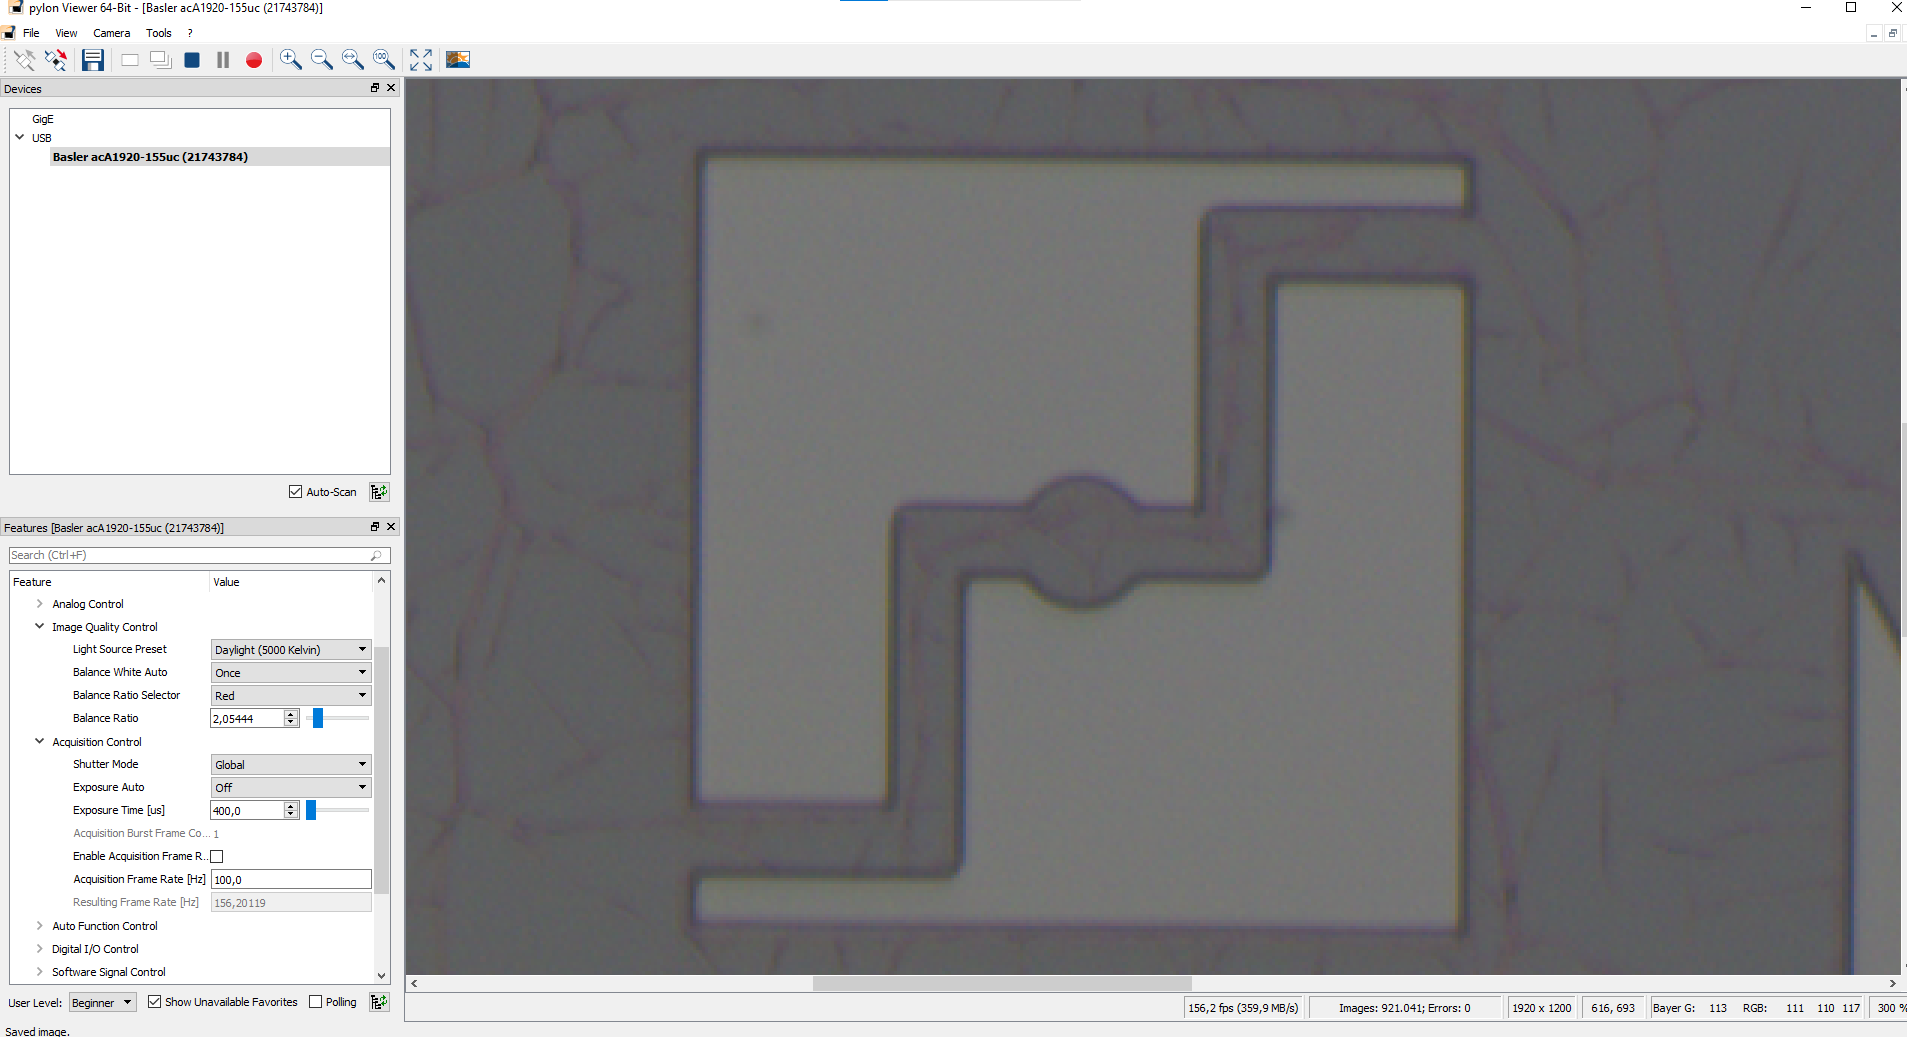 pylon Viewer 64-Bit - [Basler acA1920-155uc (21743784)]
File View Camera Tools ?
100
Devices
GigE
USB
Basler acA1920-155uc (21743784)
Auto-Scan
Features [Basler acA1920-155uc (21743784)]
Search (Ctrl+F)
Feature Value
Analog Control
Image Quality Control
Light Source Preset Daylight (5000 Kelvin)
Balance White Auto Once
Balance Ratio Selector Red
Balance Ratio 2,05444
Acquisition Control
Shutter Mode Global
Exposure Auto Off
Exposure Time [us] 400,0
Acquisition Burst Frame Co... 1
Enable Acquisition Frame R...
Acquisition Frame Rate [Hz] 100,0
Resulting Frame Rate [Hz] 156,20119
Auto Function Control
Digital I/O Control
Software Signal Control
User Level: Beginner Show Unavailable Favorites Polling
156,2 fps (359,9 MB/s) Images: 921.041; Errors: 0 1920 x 1200 616, 693 Bayer G: 113 RGB: 111 110 117 300 %
Saved image.